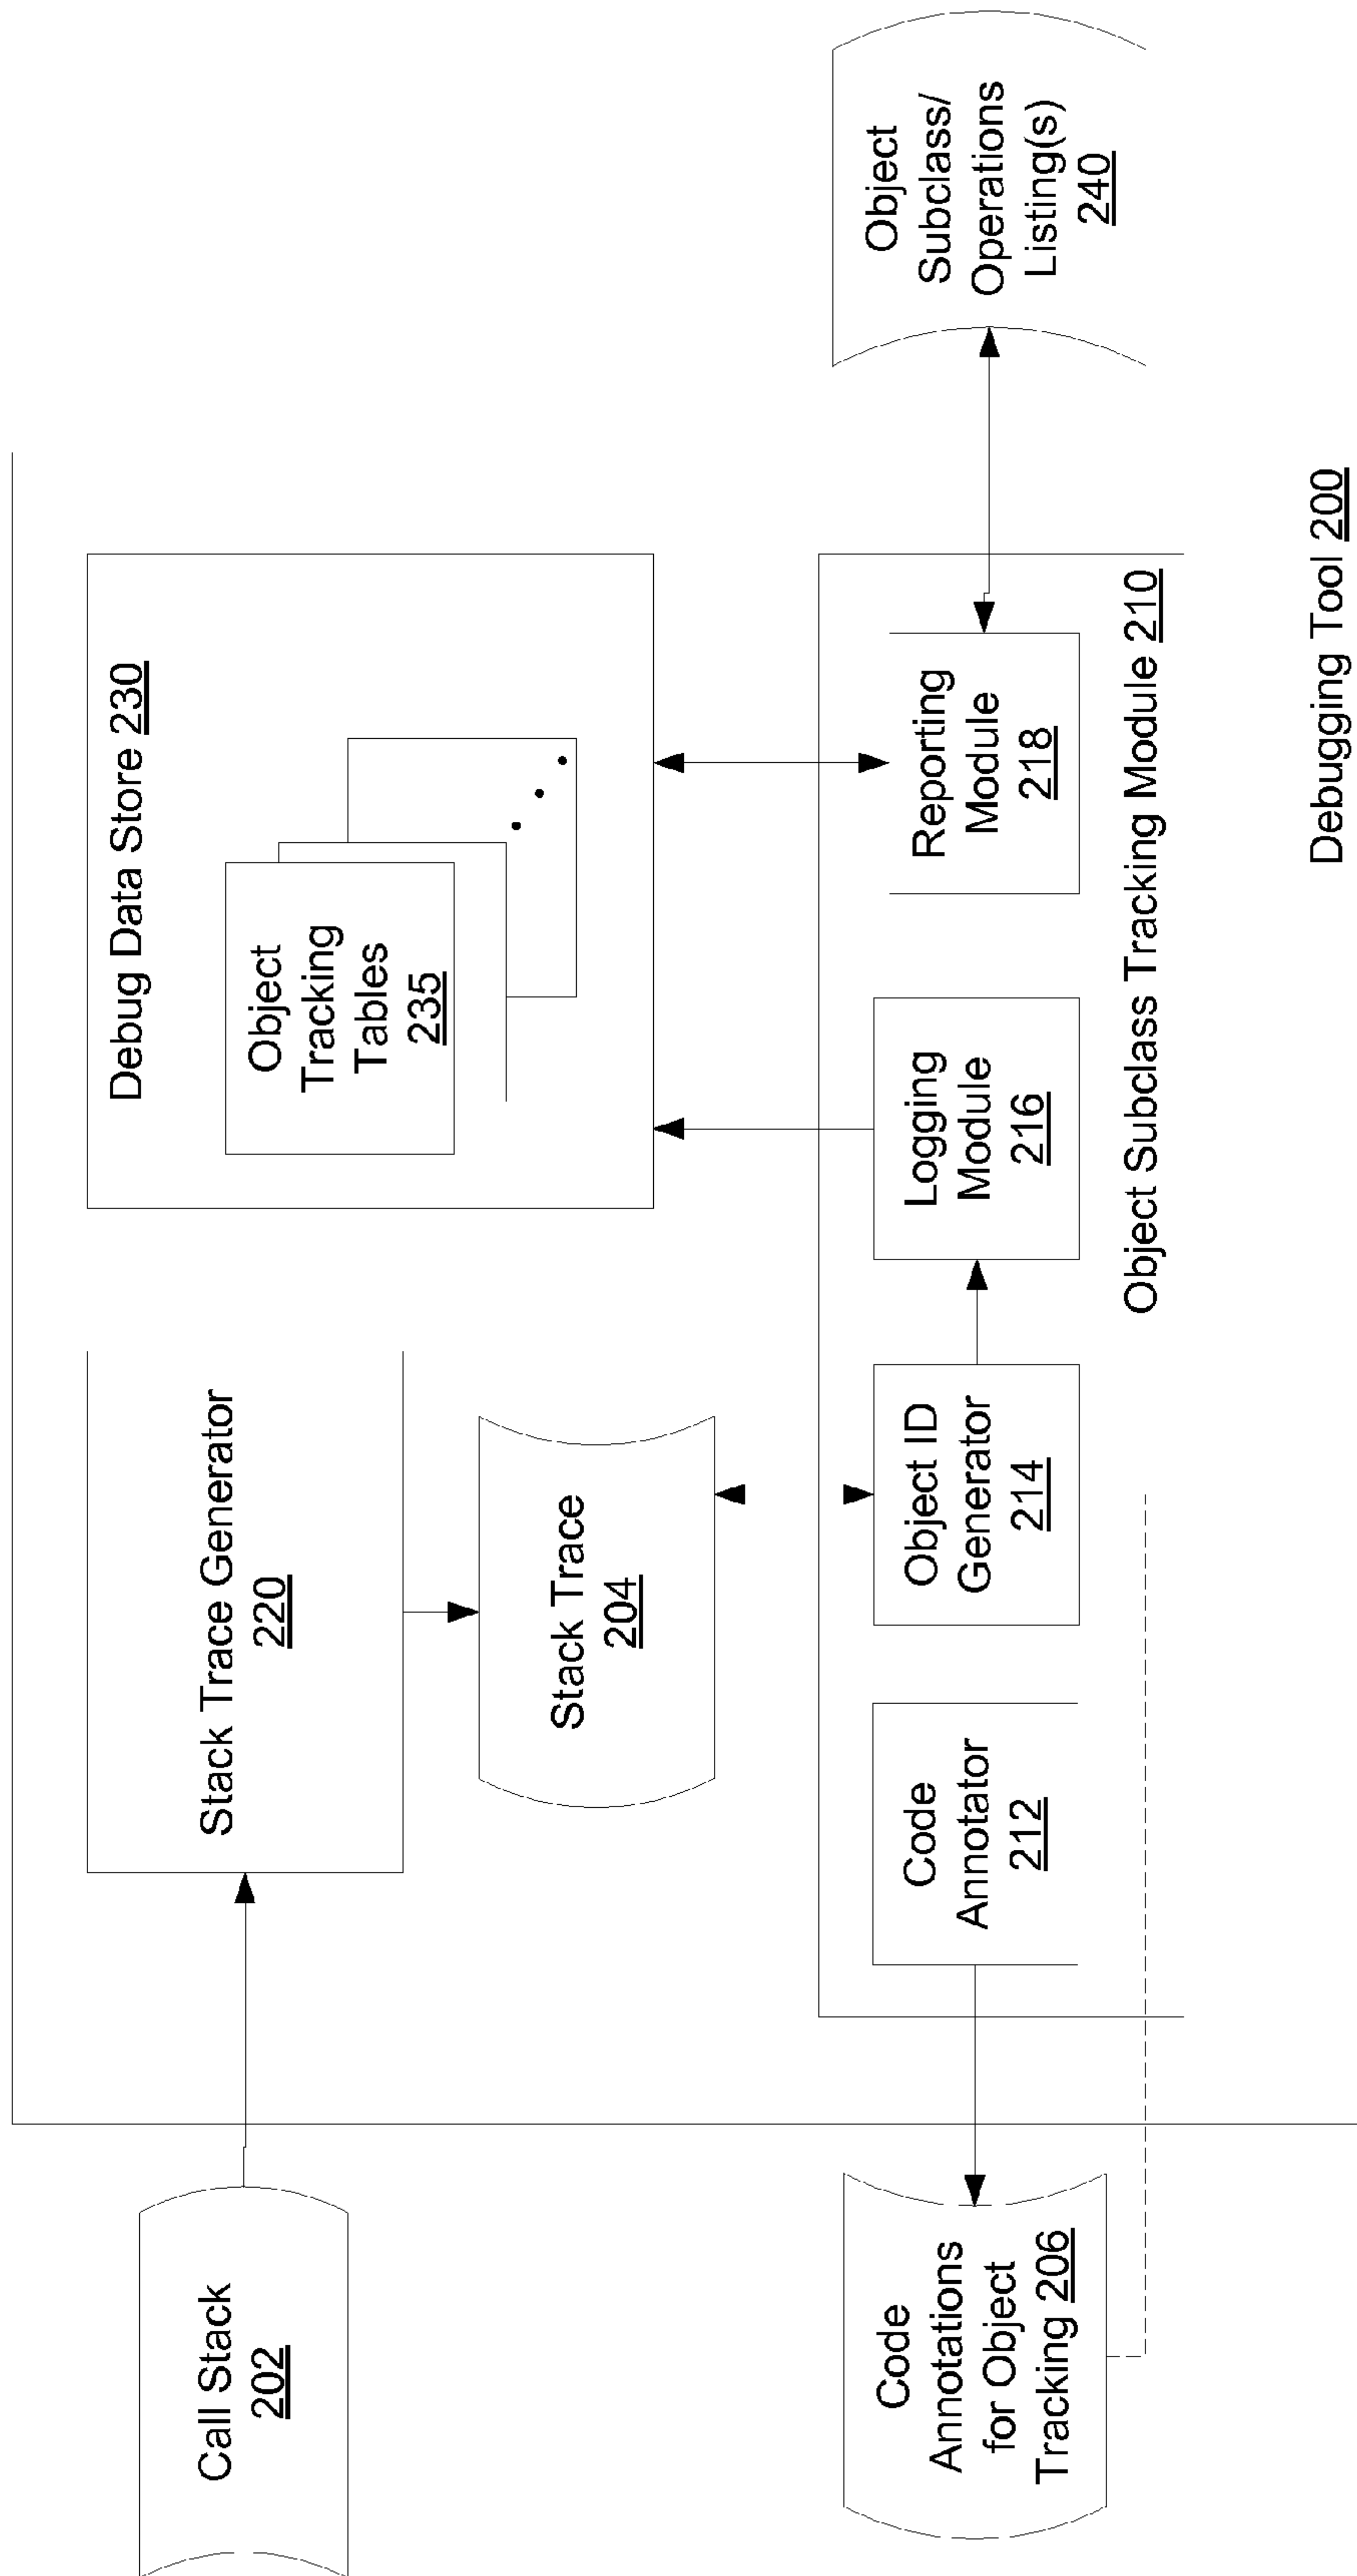 Call Stack
202
Stack Trace Generator
220
Debug Data Store 230
Object
Tracking
Tables
235
Stack Trace
204
Code
Annotations
for Object
Tracking 206
Code
Annotator
212
Object ID
Generator
214
Logging
Module
216
Reporting
Module
218
Object
Subclass/
Operations
Listing(s)
240
Object Subclass Tracking Module 210
Debugging Tool 200